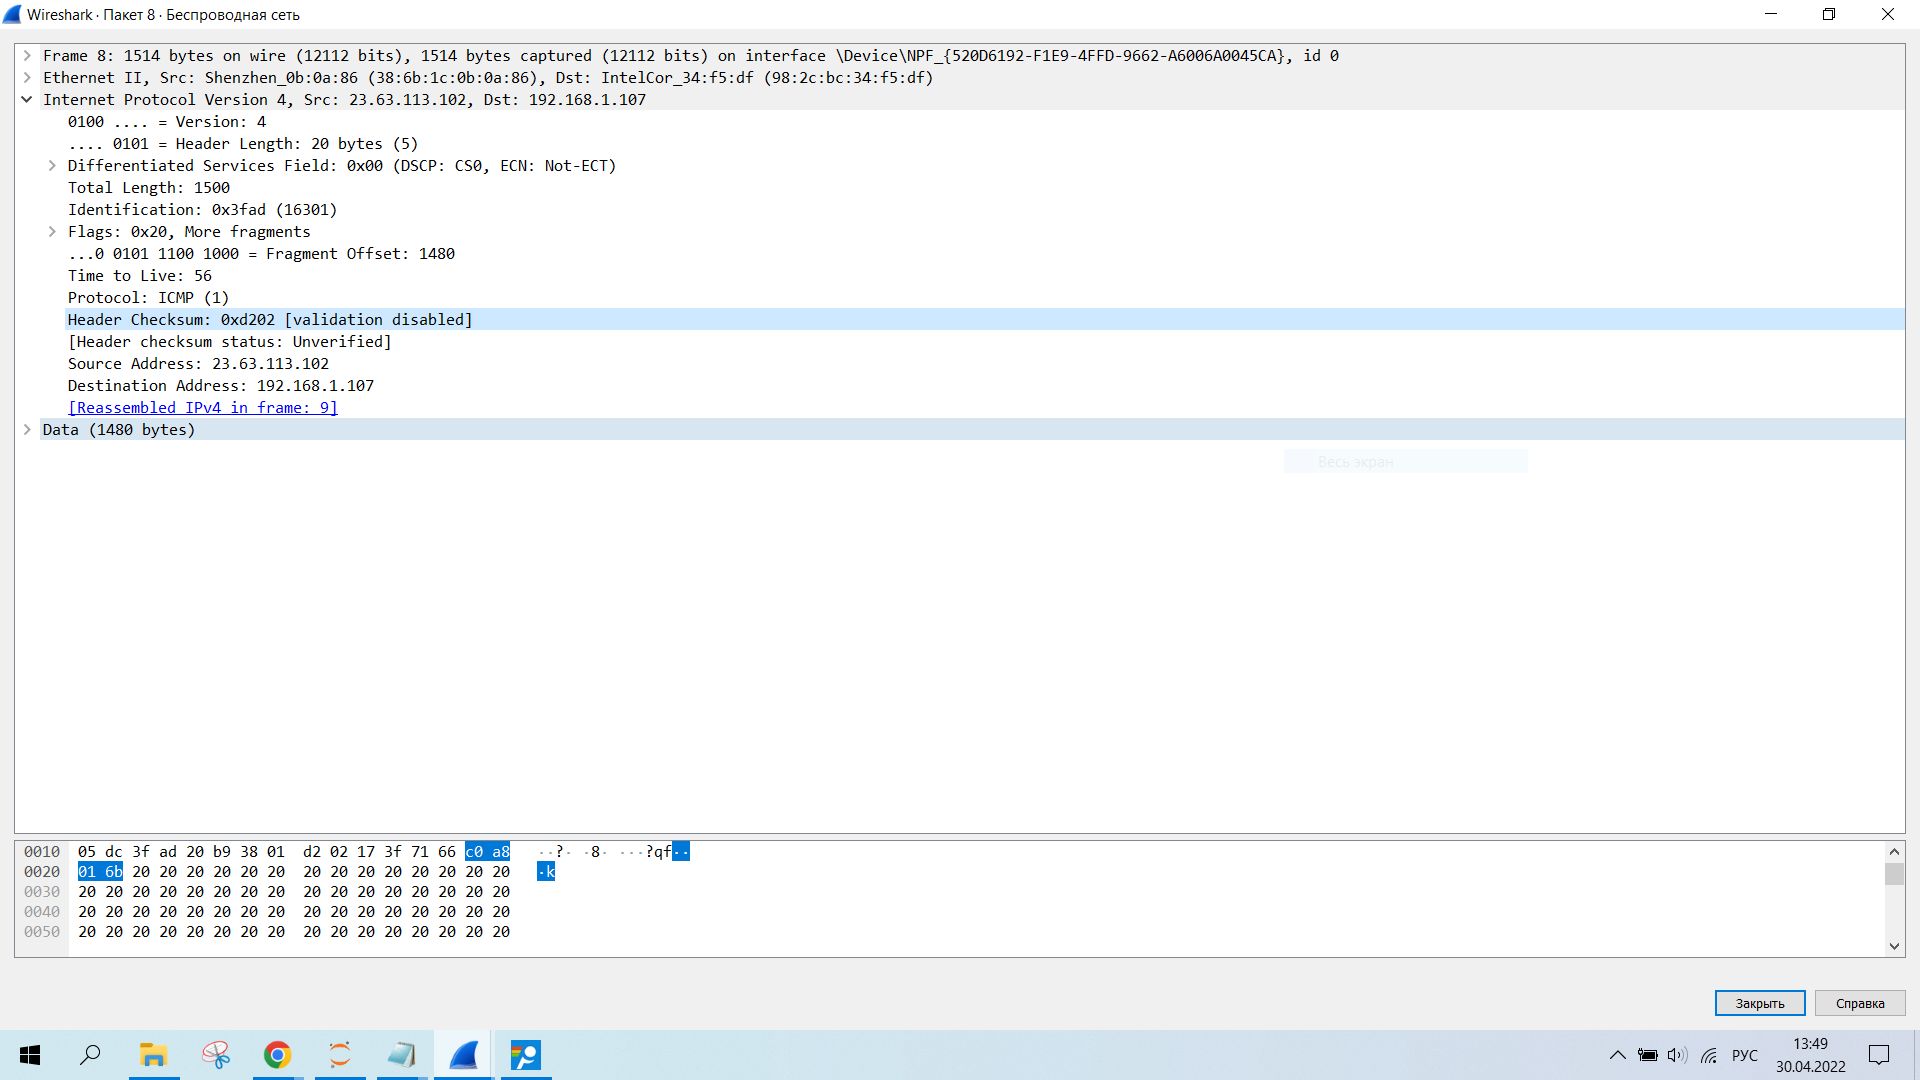 Wireshark · Пакет 8 · Беспроводная сеть
Frame 8: 1514 bytes on wire (12112 bits), 1514 bytes captured (12112 bits) on interface \Device\NPF_{520D6192-F1E9-4FFD-9662-A6006A0045CA}, id 0
Ethernet II, Src: Shenzhen_0b:0a:86 (38:6b:1c:0b:0a:86), Dst: IntelCor_34:f5:df (98:2c:bc:34:f5:df)
Internet Protocol Version 4, Src: 23.63.113.102, Dst: 192.168.1.107
0100 .... = Version: 4
.... 0101 = Header Length: 20 bytes (5)
Differentiated Services Field: 0x00 (DSCP: CS0, ECN: Not-ECT)
Total Length: 1500
Identification: 0x3fad (16301)
Flags: 0x20, More fragments
...0 0101 1100 1000 = Fragment Offset: 1480
Time to Live: 56
Protocol: ICMP (1)
Header Checksum: 0xd202 [validation disabled]
[Header checksum status: Unverified]
Source Address: 23.63.113.102
Destination Address: 192.168.1.107
[Reassembled IPv4 in frame: 9]
Data (1480 bytes)
Весь экран
0010 05 dc 3f ad 20 b9 38 01 d2 02 17 3f 71 66 c0 a8 ··?· ·8· ···?qf··
0020 01 6b 20 20 20 20 20 20 20 20 20 20 20 20 20 20 ·k
0030 20 20 20 20 20 20 20 20 20 20 20 20 20 20 20 20
0040 20 20 20 20 20 20 20 20 20 20 20 20 20 20 20 20
0050 20 20 20 20 20 20 20 20 20 20 20 20 20 20 20 20
Закрыть
Справка
РУС
13:49
30.04.2022